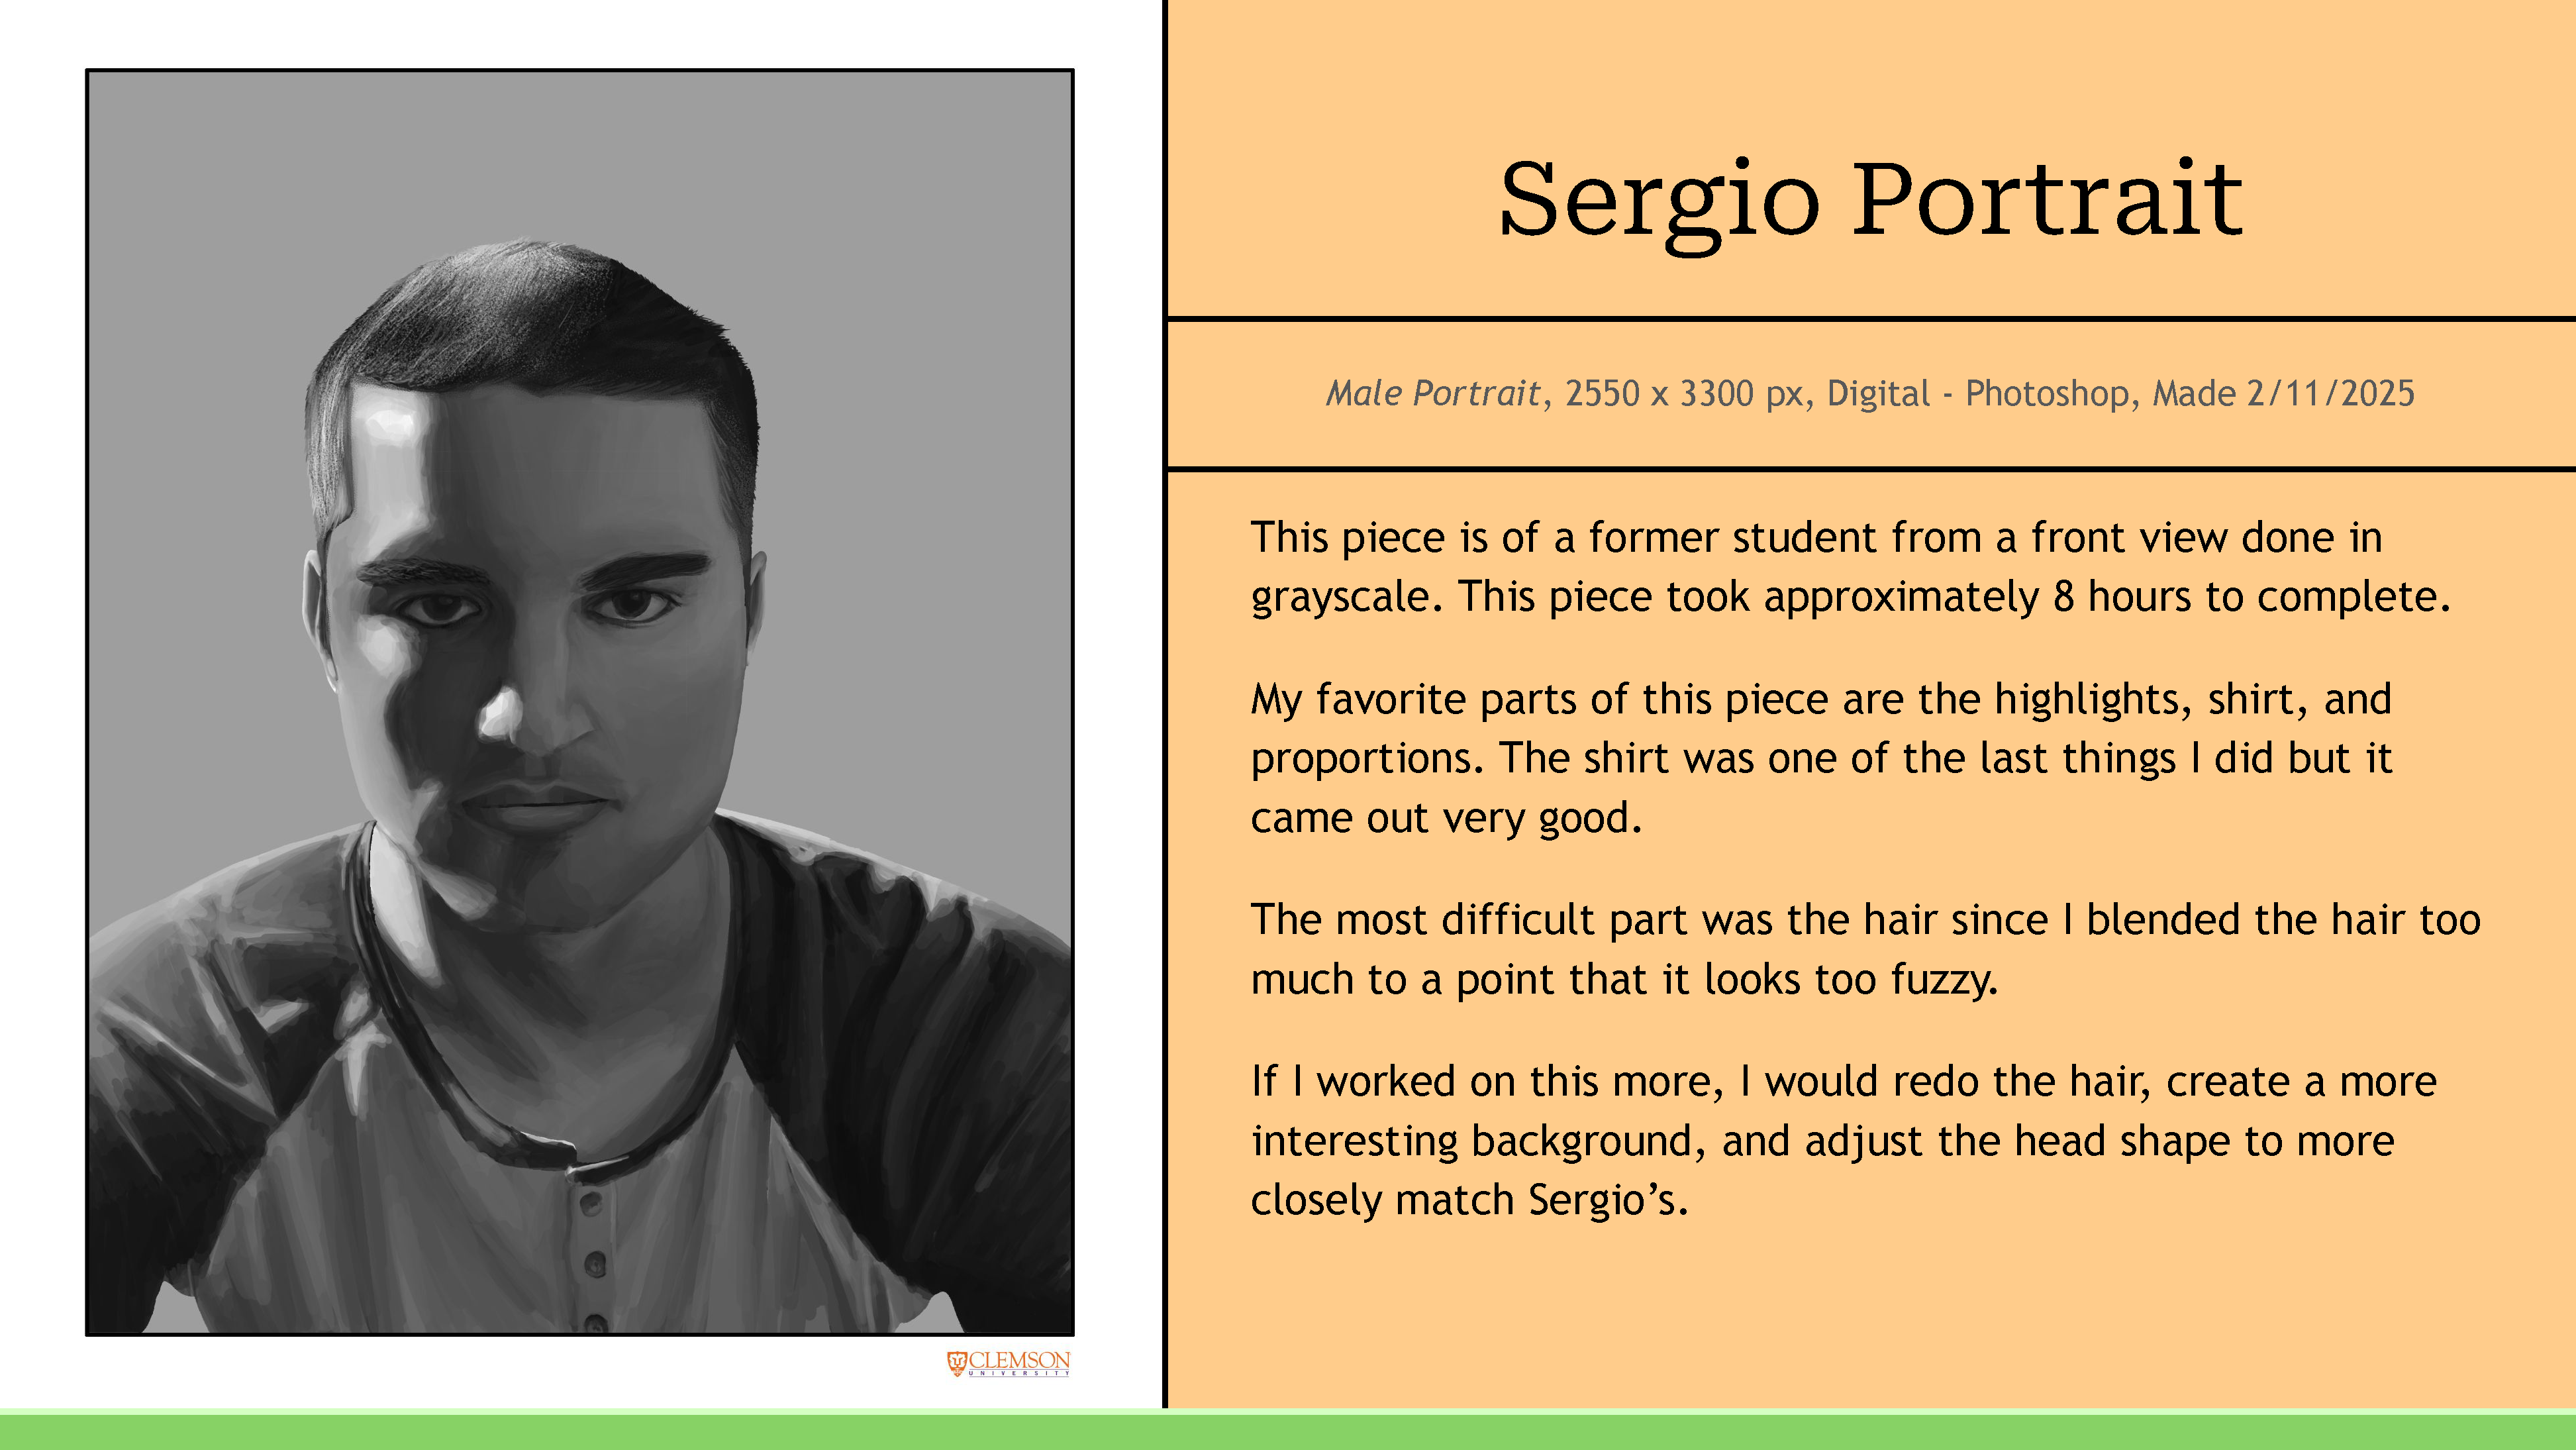 Sergio Portrait
Male Portrait, 2550 x 3300 px, Digital - Photoshop, Made 2/11/2025
This piece is of a former student from a front view done in
grayscale. This piece took approximately 8 hours to complete.
My favorite parts of this piece are the highlights, shirt, and
proportions. The shirt was one of the last things I did but it
came out very good.
The most difficult part was the hair since I blended the hair too
much to a point that it looks too fuzzy.
If I worked on this more, I would redo the hair, create a more
interesting background, and adjust the head shape to more
closely match Sergio’s.
CLEMSON
UNIVERSITY